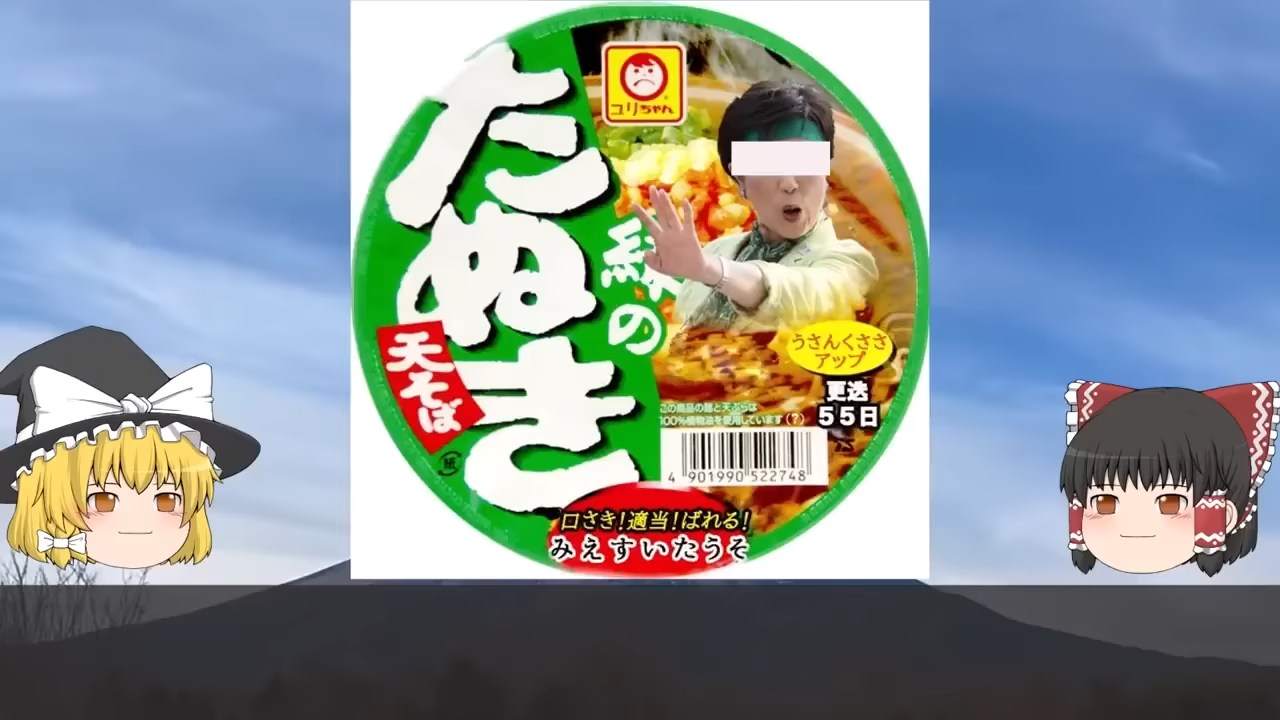 ユリちゃん
緑の
たぬき
天そば
紙
うさんくささ
アップ
更迭
55日
この商品の麺と天ぷらは
100%植物油を使用しています(?)
4 901990 522748
口さき!適当!ばれる!
みえすいたうそ